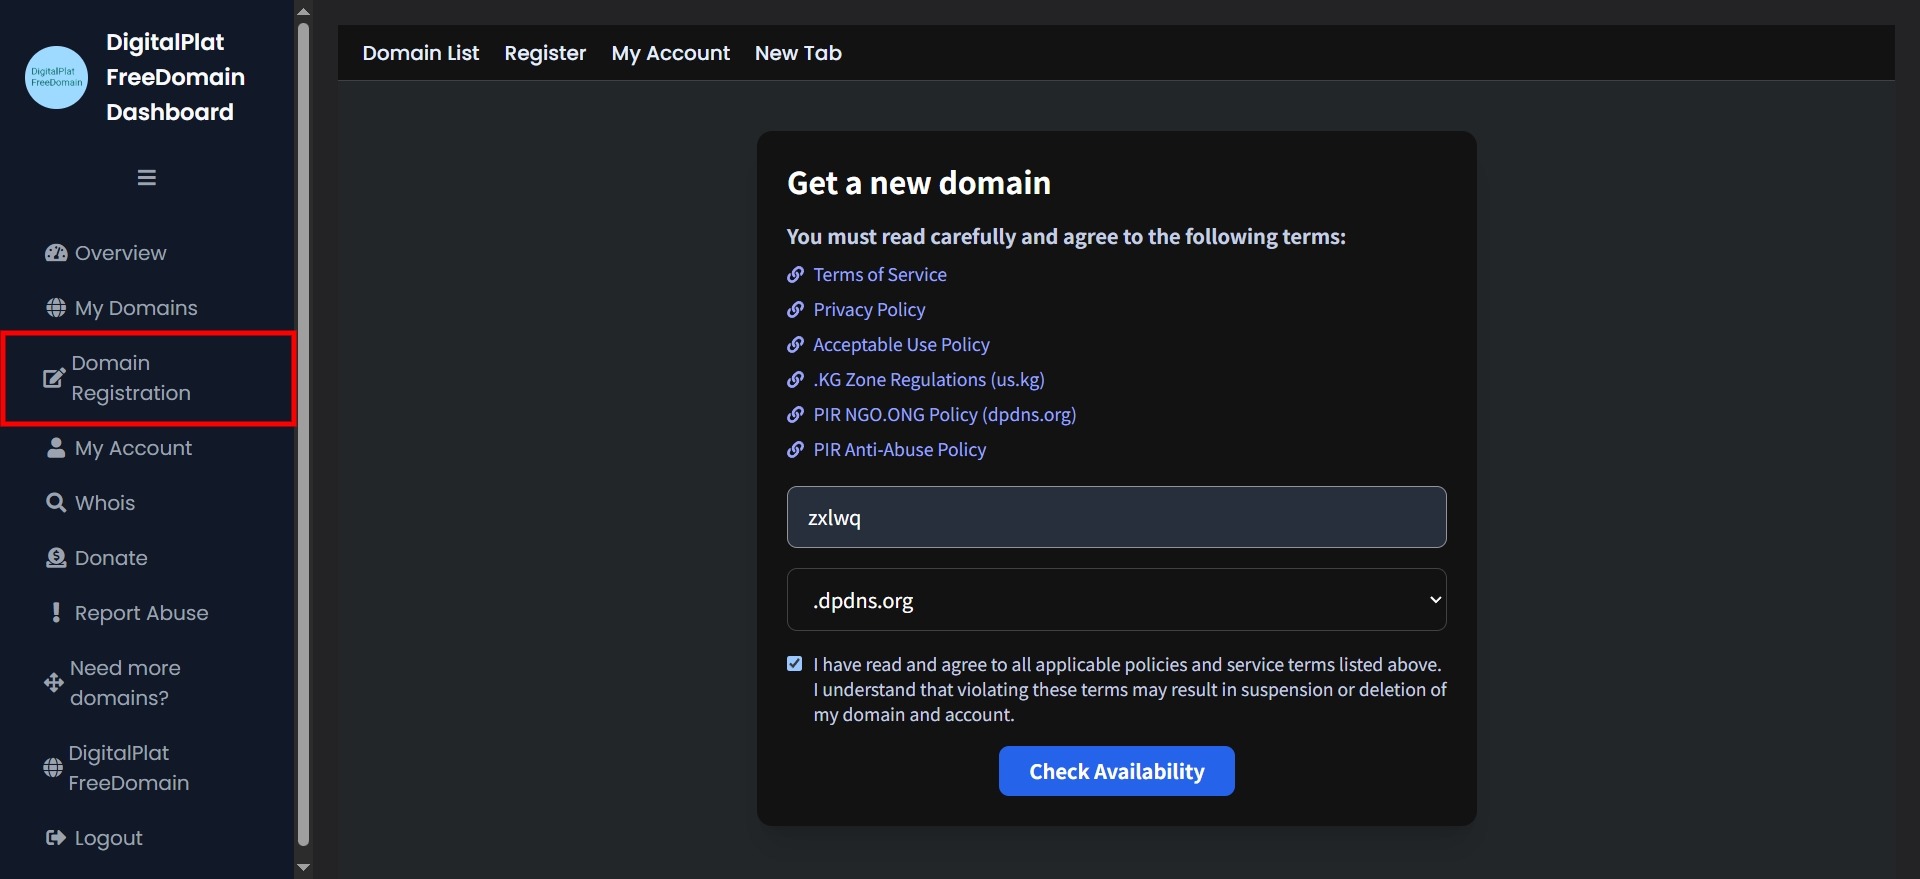 DigitalPlat
FreeDomain
DigitalPlat
FreeDomain
Dashboard
Overview
My Domains
Domain
Registration
My Account
Whois
Donate
Report Abuse
Need more
domains?
DigitalPlat
FreeDomain
Logout
Domain List Register My Account New Tab
Get a new domain
You must read carefully and agree to the following terms:
Terms of Service
Privacy Policy
Acceptable Use Policy
.KG Zone Regulations (us.kg)
PIR NGO.ONG Policy (dpdns.org)
PIR Anti-Abuse Policy
zxlwq
.dpdns.org
I have read and agree to all applicable policies and service terms listed above.
I understand that violating these terms may result in suspension or deletion of
my domain and account.
Check Availability